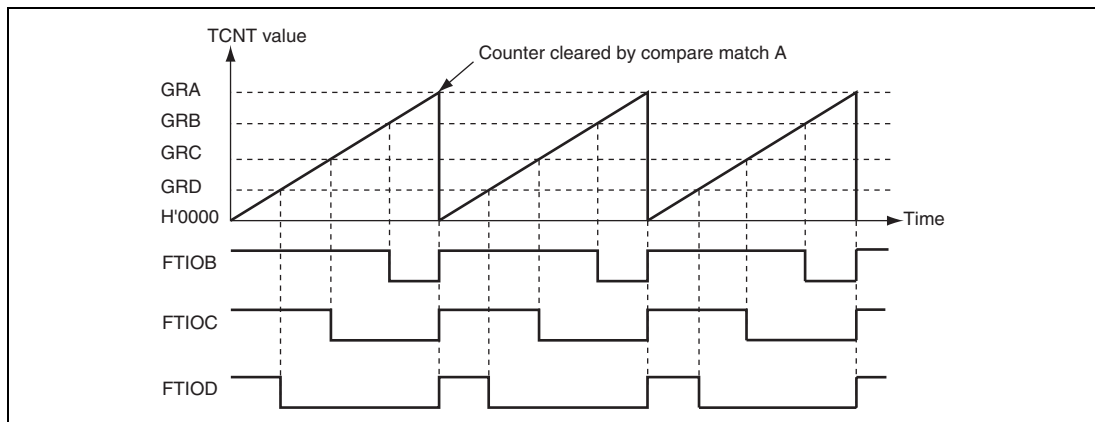 TCNT value
Counter cleared by compare match A
GRA
GRB
GRC
GRD
H'0000
Time
FTIOB
FTIOC
FTIOD